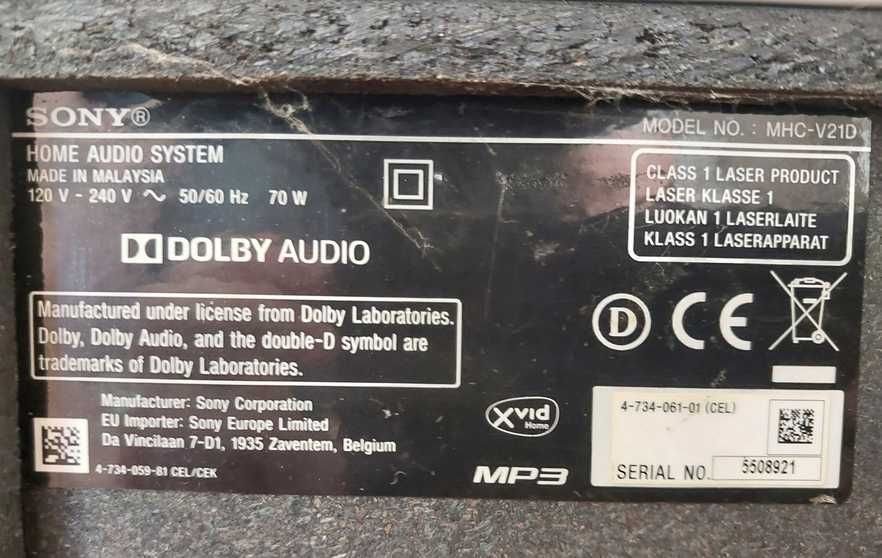 SONY®
MODEL NO. : MHC-V21D
HOME AUDIO SYSTEM
MADE IN MALAYSIA
120 V - 240 V ~ 50/60 Hz 70 W
CLASS 1 LASER PRODUCT
LASER KLASSE 1
LUOKAN 1 LASERLAITE
KLASS 1 LASERAPPARAT
DOLBY AUDIO
Manufactured under license from Dolby Laboratories.
Dolby, Dolby Audio, and the double-D symbol are
trademarks of Dolby Laboratories.
D CE
Manufacturer: Sony Corporation
EU Importer: Sony Europe Limited
Da Vincilaan 7-D1, 1935 Zaventem, Belgium
4-734-059-81 CEL/CEK
Xvid
Home
MP3
4-734-061-01 (CEL)
SERIAL NO. 5508921